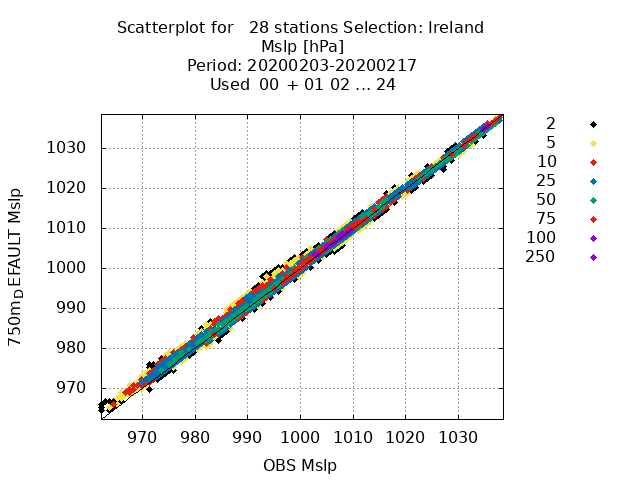 Scatterplot for 28 stations Selection: Ireland
Mslp [hPa]
Period: 20200203-20200217
Used 00 + 01 02 ... 24
2
5
10
25
50
75
100
250
1030
1020
1010
1000
990
980
970
750m_DEFAULT Mslp
970 980 990 1000 1010 1020 1030
OBS Mslp